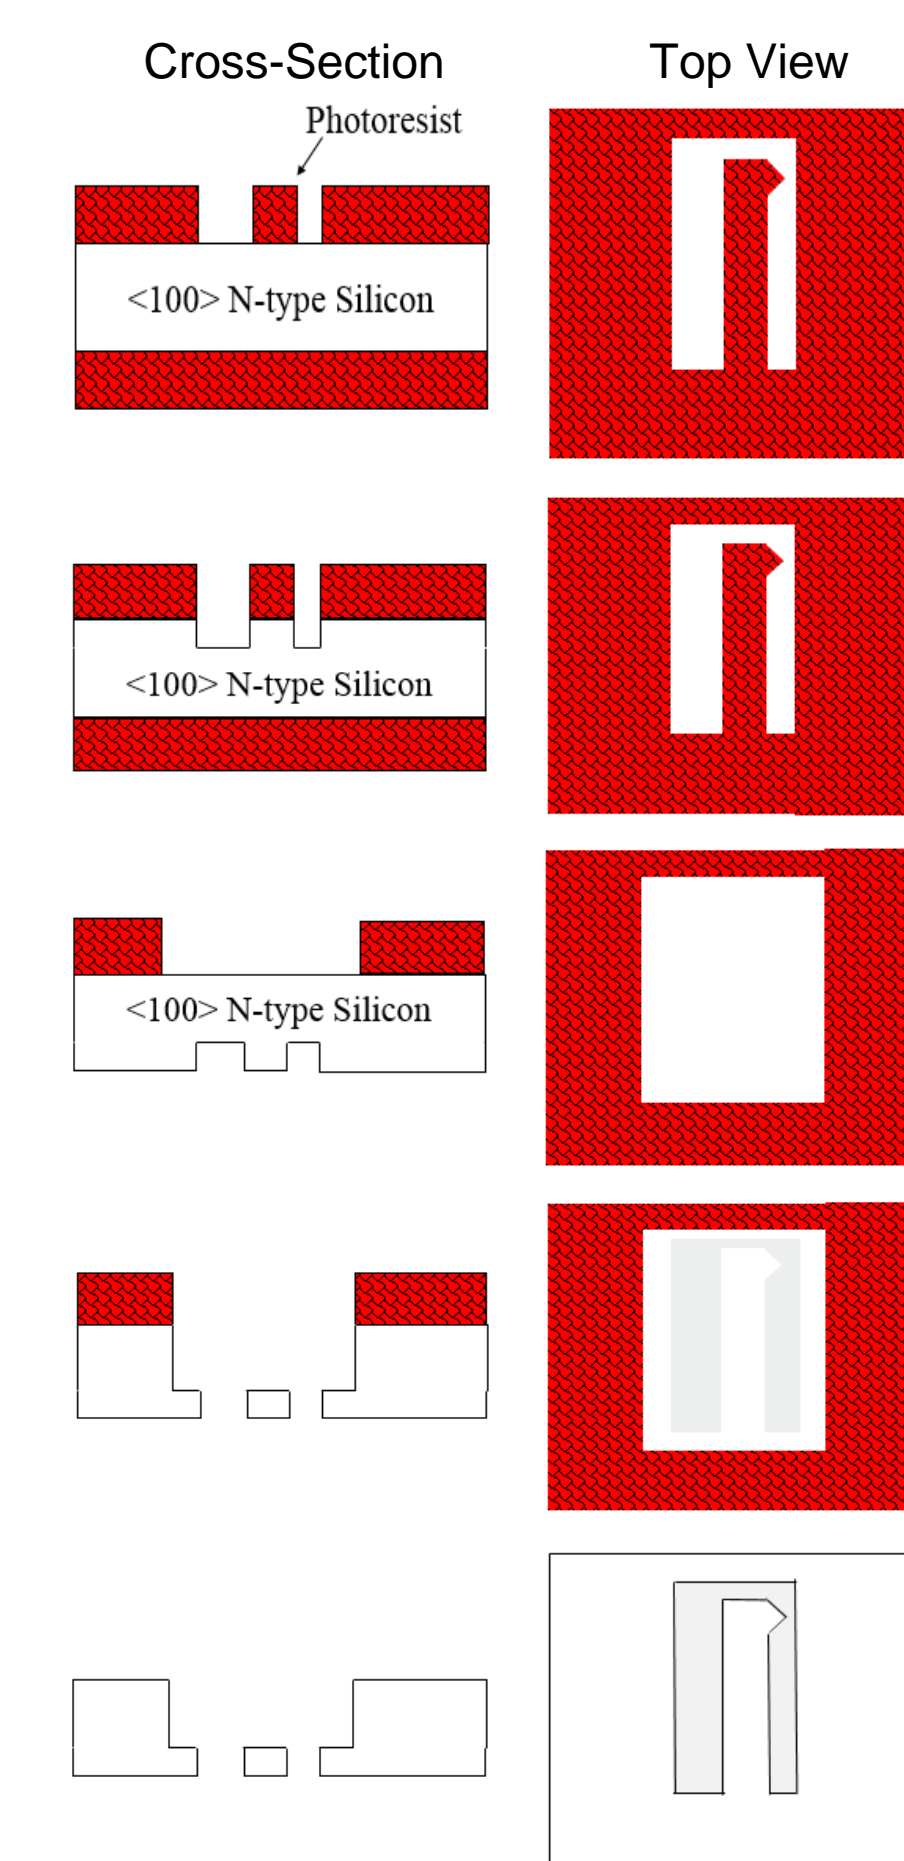 Cross-Section Top View
Photoresist
<100> N-type Silicon
<100> N-type Silicon
<100> N-type Silicon